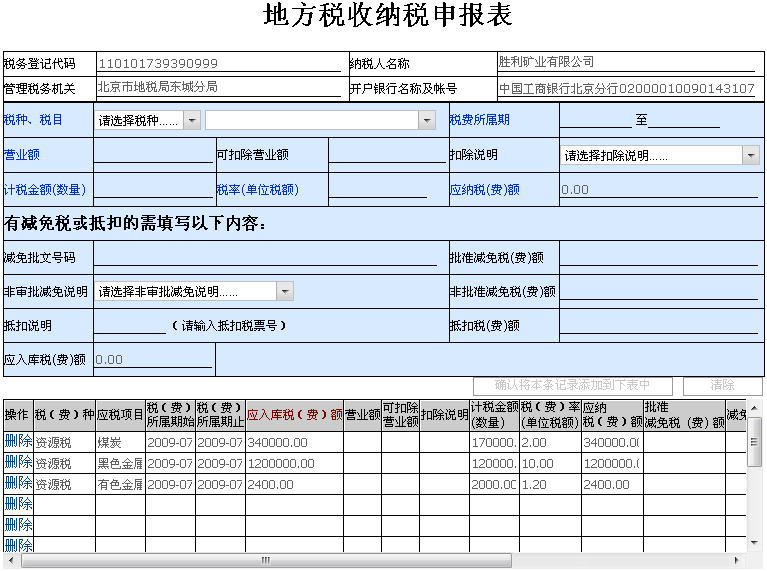 地方税收纳税申报表
税务登记代码 110101739390999 纳税人名称 胜利矿业有限公司
管理税务机关 北京市地税局东城分局 开户银行名称及帐号 中国工商银行北京分行02000010090143107
税种、税目 请选择税种...... 税费所属期 至
营业额 可扣除营业额 扣除说明 请选择扣除说明......
计税金额(数量) 税率(单位税额) 应纳税(费)额 0.00
有减免税或抵扣的需填写以下内容：
减免批文号码 批准减免税(费)额
非审批减免说明 请选择非审批减免说明...... 非批准减免税(费)额
抵扣说明 （请输入抵扣税票号） 抵扣税(费)额
应入库税(费)额 0.00
确认将本条记录添加到下表中 清除
操作 税（费）种 应税项目 税（费）所属期始 税（费）所属期止 应入库税（费）额 营业额 可扣除营业额 扣除说明 计税金额(数量) 税（费）率(单位税额) 应纳税（费）额 批准减免税（费）额 减免
删除 资源税 煤炭 2009-07 2009-07 340000.00 170000. 2.00 340000.0
删除 资源税 黑色金属 2009-07 2009-07 1200000.00 120000. 10.00 1200000.
删除 资源税 有色金属 2009-07 2009-07 2400.00 2000.00 1.20 2400.00
删除
删除
删除